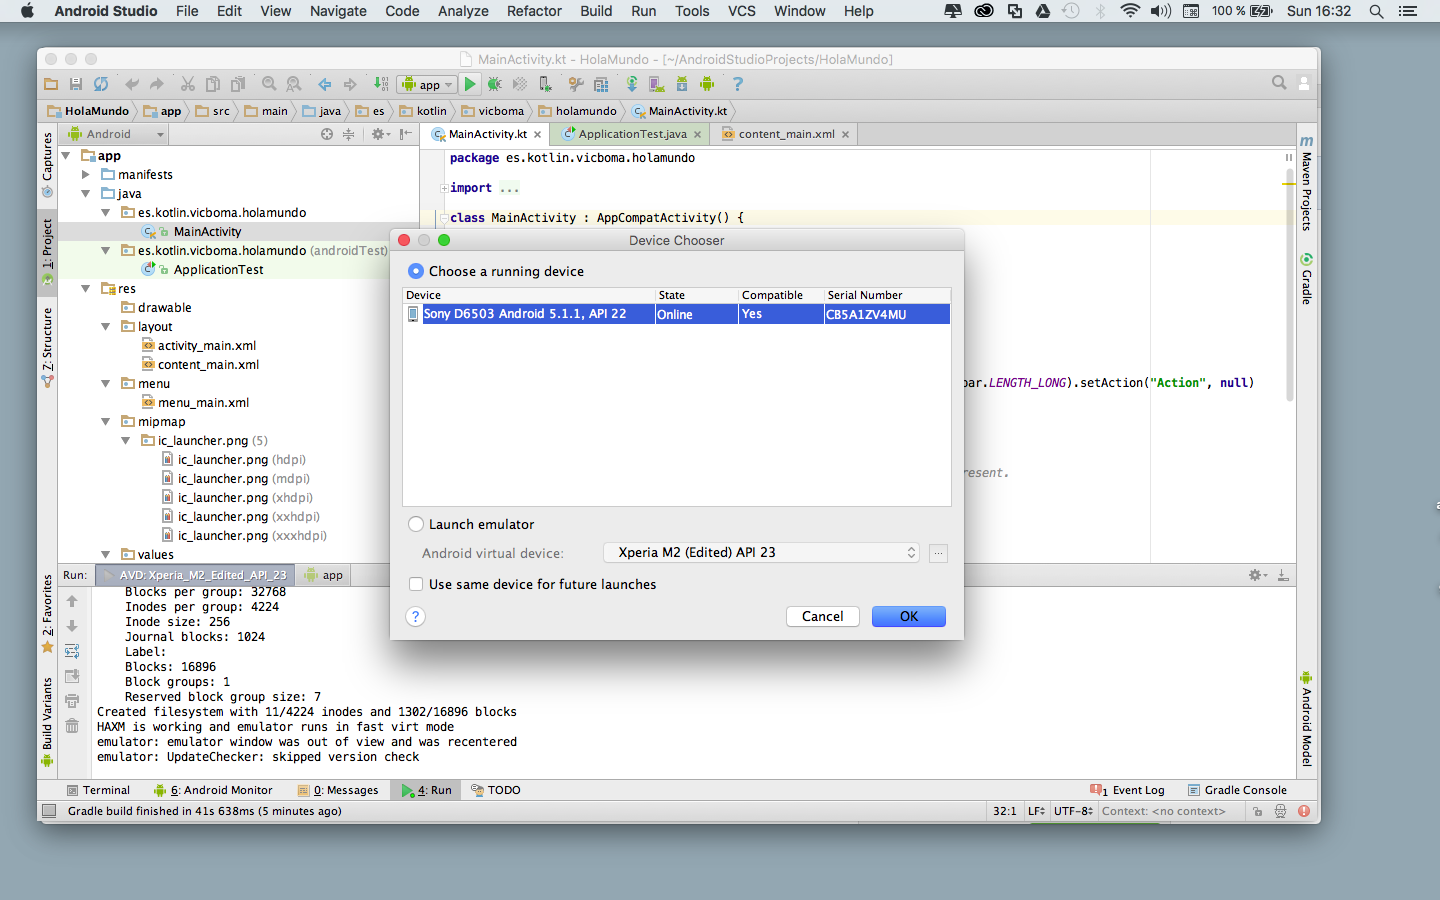 Android Studio File Edit View Navigate Code Analyze Refactor Build Run Tools VCS Window Help 100 % Sun 16:32
MainActivity.kt - HolaMundo - [~/AndroidStudioProjects/HolaMundo]
app
HolaMundo app src main java es kotlin vicboma holamundo MainActivity.kt
Android
MainActivity.kt ApplicationTest.java content_main.xml
Captures
1: Project
7: Structure
2: Favorites
Build Variants
app
manifests
java
es.kotlin.vicboma.holamundo
MainActivity
es.kotlin.vicboma.holamundo (androidTest)
ApplicationTest
res
drawable
layout
activity_main.xml
content_main.xml
menu
menu_main.xml
mipmap
ic_launcher.png (5)
ic_launcher.png (hdpi)
ic_launcher.png (mdpi)
ic_launcher.png (xhdpi)
ic_launcher.png (xxhdpi)
ic_launcher.png (xxxhdpi)
values
package es.kotlin.vicboma.holamundo
import ...
class MainActivity : AppCompatActivity() {
bar.LENGTH_LONG).setAction("Action", null)
resent.
Maven Projects
Gradle
Android Model
Device Chooser
Choose a running device
Device State Compatible Serial Number
Sony D6503 Android 5.1.1, API 22 Online Yes CB5A1ZV4MU
Launch emulator
Android virtual device: Xperia M2 (Edited) API 23 ...
Use same device for future launches
? Cancel OK
Run: AVD: Xperia_M2_Edited_API_23 app
Blocks per group: 32768
Inodes per group: 4224
Inode size: 256
Journal blocks: 1024
Label:
Blocks: 16896
Block groups: 1
Reserved block group size: 7
Created filesystem with 11/4224 inodes and 1302/16896 blocks
HAXM is working and emulator runs in fast virt mode
emulator: emulator window was out of view and was recentered
emulator: UpdateChecker: skipped version check
Terminal 6: Android Monitor 0: Messages 4: Run TODO 1 Event Log Gradle Console
Gradle build finished in 41s 638ms (5 minutes ago) 32:1 LF UTF-8 Context: <no context>